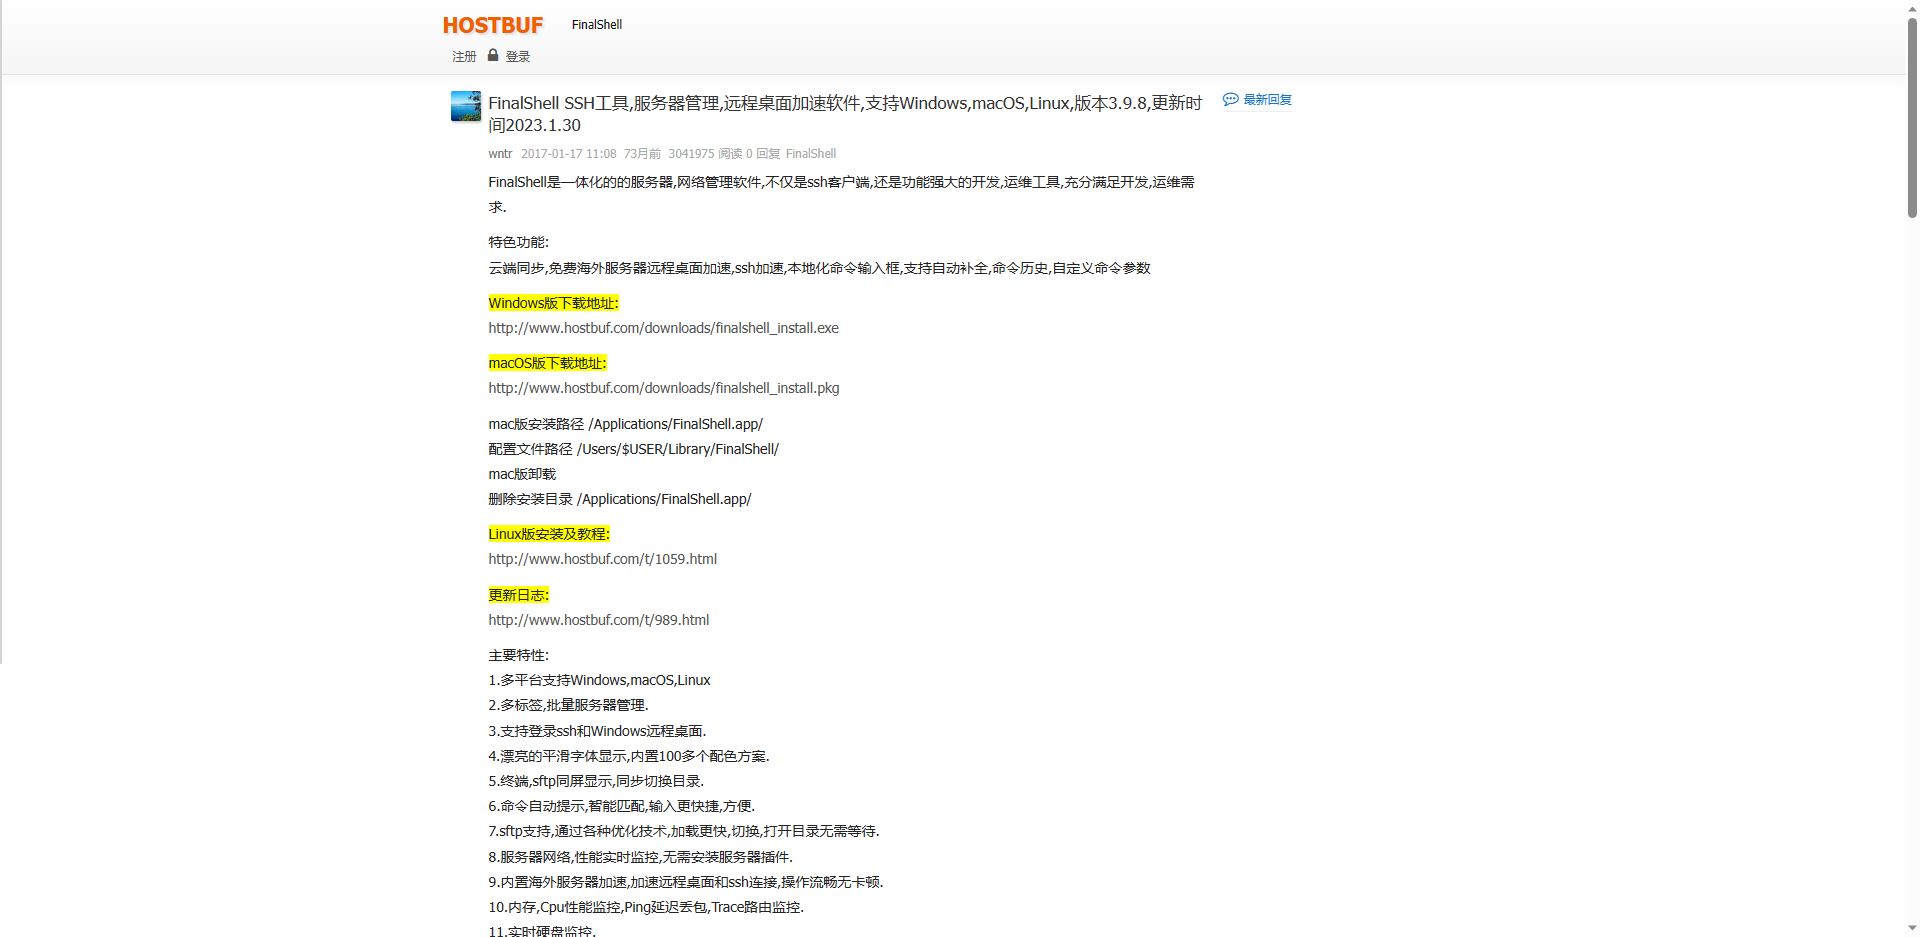 HOSTBUF FinalShell
注册 登录
FinalShell SSH工具,服务器管理,远程桌面加速软件,支持Windows,macOS,Linux,版本3.9.8,更新时
间2023.1.30
最新回复
wntr 2017-01-17 11:08 73月前 3041975 阅读 0 回复 FinalShell
FinalShell是一体化的的服务器,网络管理软件,不仅是ssh客户端,还是功能强大的开发,运维工具,充分满足开发,运维需
求.
特色功能:
云端同步,免费海外服务器远程桌面加速,ssh加速,本地化命令输入框,支持自动补全,命令历史,自定义命令参数
Windows版下载地址:
http://www.hostbuf.com/downloads/finalshell_install.exe
macOS版下载地址:
http://www.hostbuf.com/downloads/finalshell_install.pkg
mac版安装路径 /Applications/FinalShell.app/
配置文件路径 /Users/$USER/Library/FinalShell/
mac版卸载
删除安装目录 /Applications/FinalShell.app/
Linux版安装及教程:
http://www.hostbuf.com/t/1059.html
更新日志:
http://www.hostbuf.com/t/989.html
主要特性:
1.多平台支持Windows,macOS,Linux
2.多标签,批量服务器管理.
3.支持登录ssh和Windows远程桌面.
4.漂亮的平滑字体显示,内置100多个配色方案.
5.终端,sftp同屏显示,同步切换目录.
6.命令自动提示,智能匹配,输入更快捷,方便.
7.sftp支持,通过各种优化技术,加载更快,切换,打开目录无需等待.
8.服务器网络,性能实时监控,无需安装服务器插件.
9.内置海外服务器加速,加速远程桌面和ssh连接,操作流畅无卡顿.
10.内存,Cpu性能监控,Ping延迟丢包,Trace路由监控.
11.实时硬盘监控.